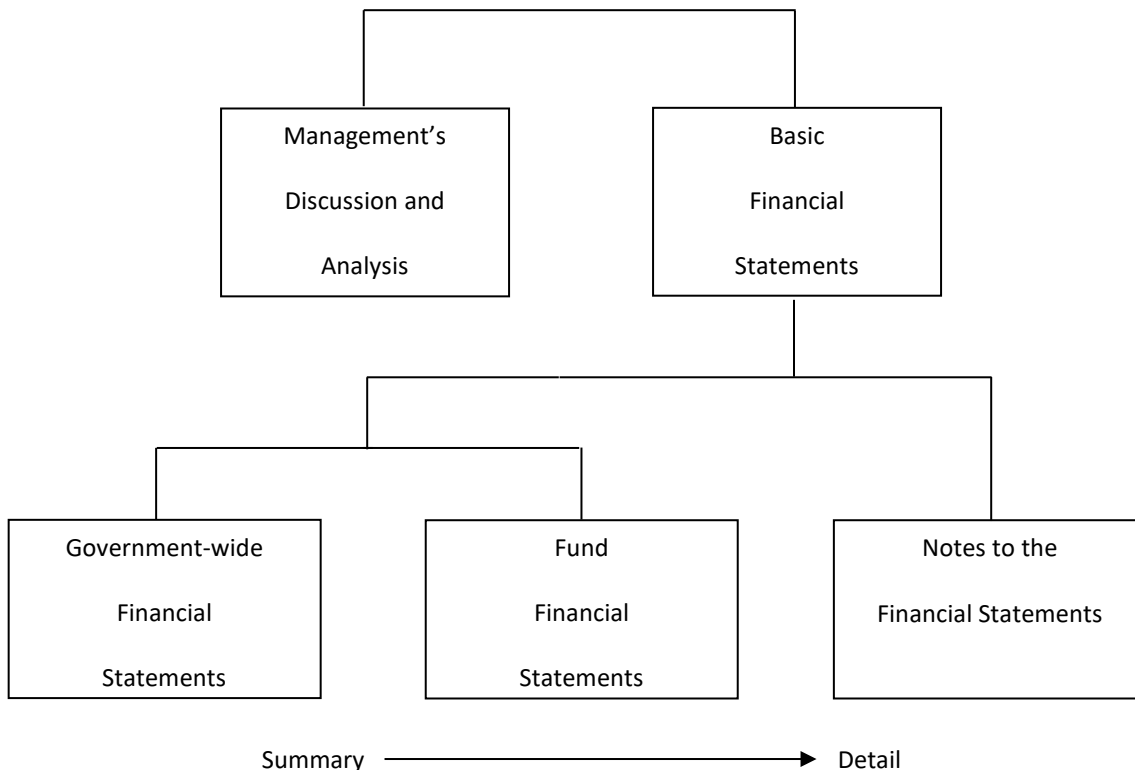 Management’s
Discussion and
Analysis
Basic
Financial
Statements
Government-wide
Financial
Statements
Fund
Financial
Statements
Notes to the
Financial Statements
Summary
Detail